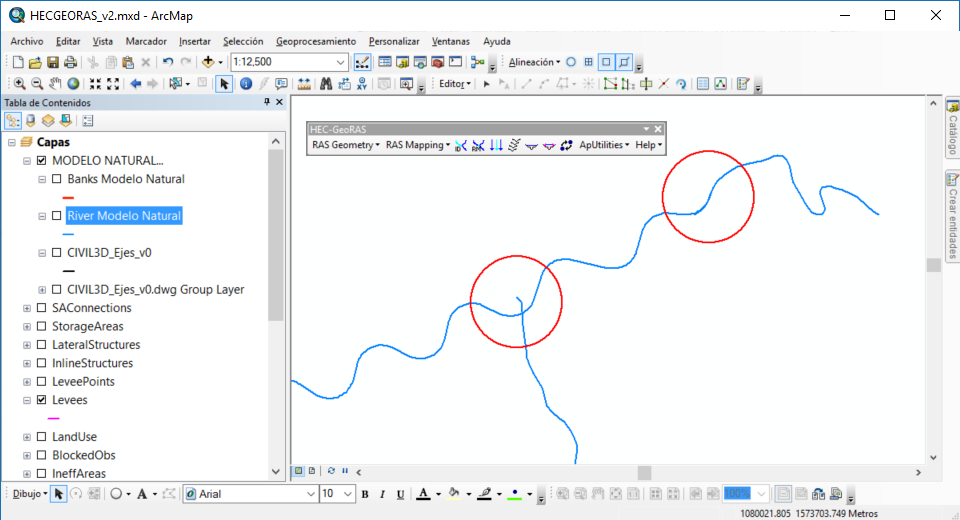 HECGEORAS_v2.mxd - ArcMap
Archivo Editar Vista Marcador Insertar Selección Geoprocesamiento Personalizar Ventanas Ayuda
1:12,500 Alineación
Editor
Tabla de Contenidos
Capas
MODELO NATURAL...
Banks Modelo Natural
River Modelo Natural
CIVIL3D_Ejes_v0
CIVIL3D_Ejes_v0.dwg Group Layer
SAConnections
StorageAreas
LateralStructures
InlineStructures
LeveePoints
Levees
LandUse
BlockedObs
IneffAreas
HEC-GeoRAS
RAS Geometry RAS Mapping ID RM ApUtilities Help
Catálogo
Crear entidades
Dibujo A Arial 10 B I U A 100%
1080021.805 1573703.749 Metros